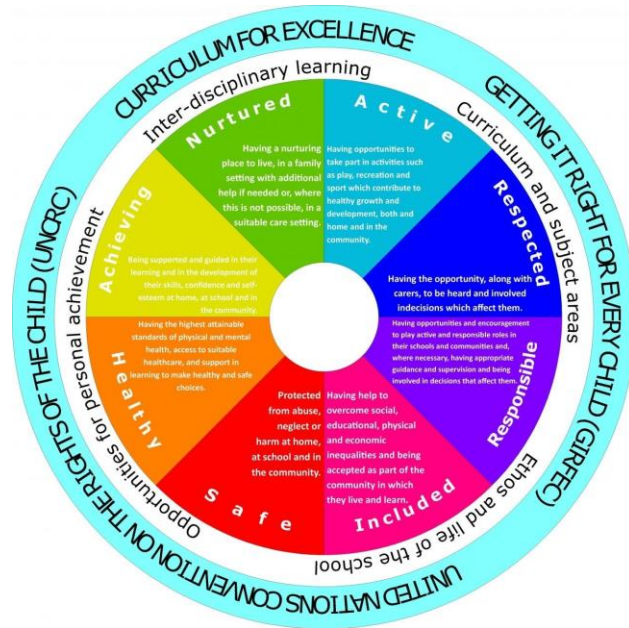 CURRICULUM FOR EXCELLENCE
GETTING IT RIGHT FOR EVERY CHILD (GIRFEC)
UNITED NATIONS CONVENTION ON THE RIGHTS OF THE CHILD (UNCRC)
Inter-disciplinary learning
Curriculum and subject areas
Ethos and life of the school
Opportunities for personal achievement
Nurtured
Having a nurturing
place to live, in a family
setting with additional
help if needed or, where
this is not possible, in a
suitable care setting.
Active
Having opportunities to
take part in activities such
as play, recreation and
sport which contribute to
healthy growth and
development, both and
home and in the
community.
Respected
Having the opportunity, along with
carers, to be heard and involved
indecisions which affect them.
Responsible
Having opportunities and encouragement
to play active and responsible roles in
their schools and communities and,
where necessary, having appropriate
guidance and supervision and being
involved in decisions that affect them.
Included
Having help to
overcome social,
educational, physical
and economic
inequalities and being
accepted as part of the
community in which
they live and learn.
Safe
Protected
from abuse,
neglect or
harm at home,
at school and in
the community.
Healthy
Having the highest attainable
standards of physical and mental
health, access to suitable
healthcare, and support in
learning to make healthy and safe
choices.
Achieving
Being supported and guided in their
learning and in the development of
their skills, confidence and self-
esteem at home, at school and in
the community.